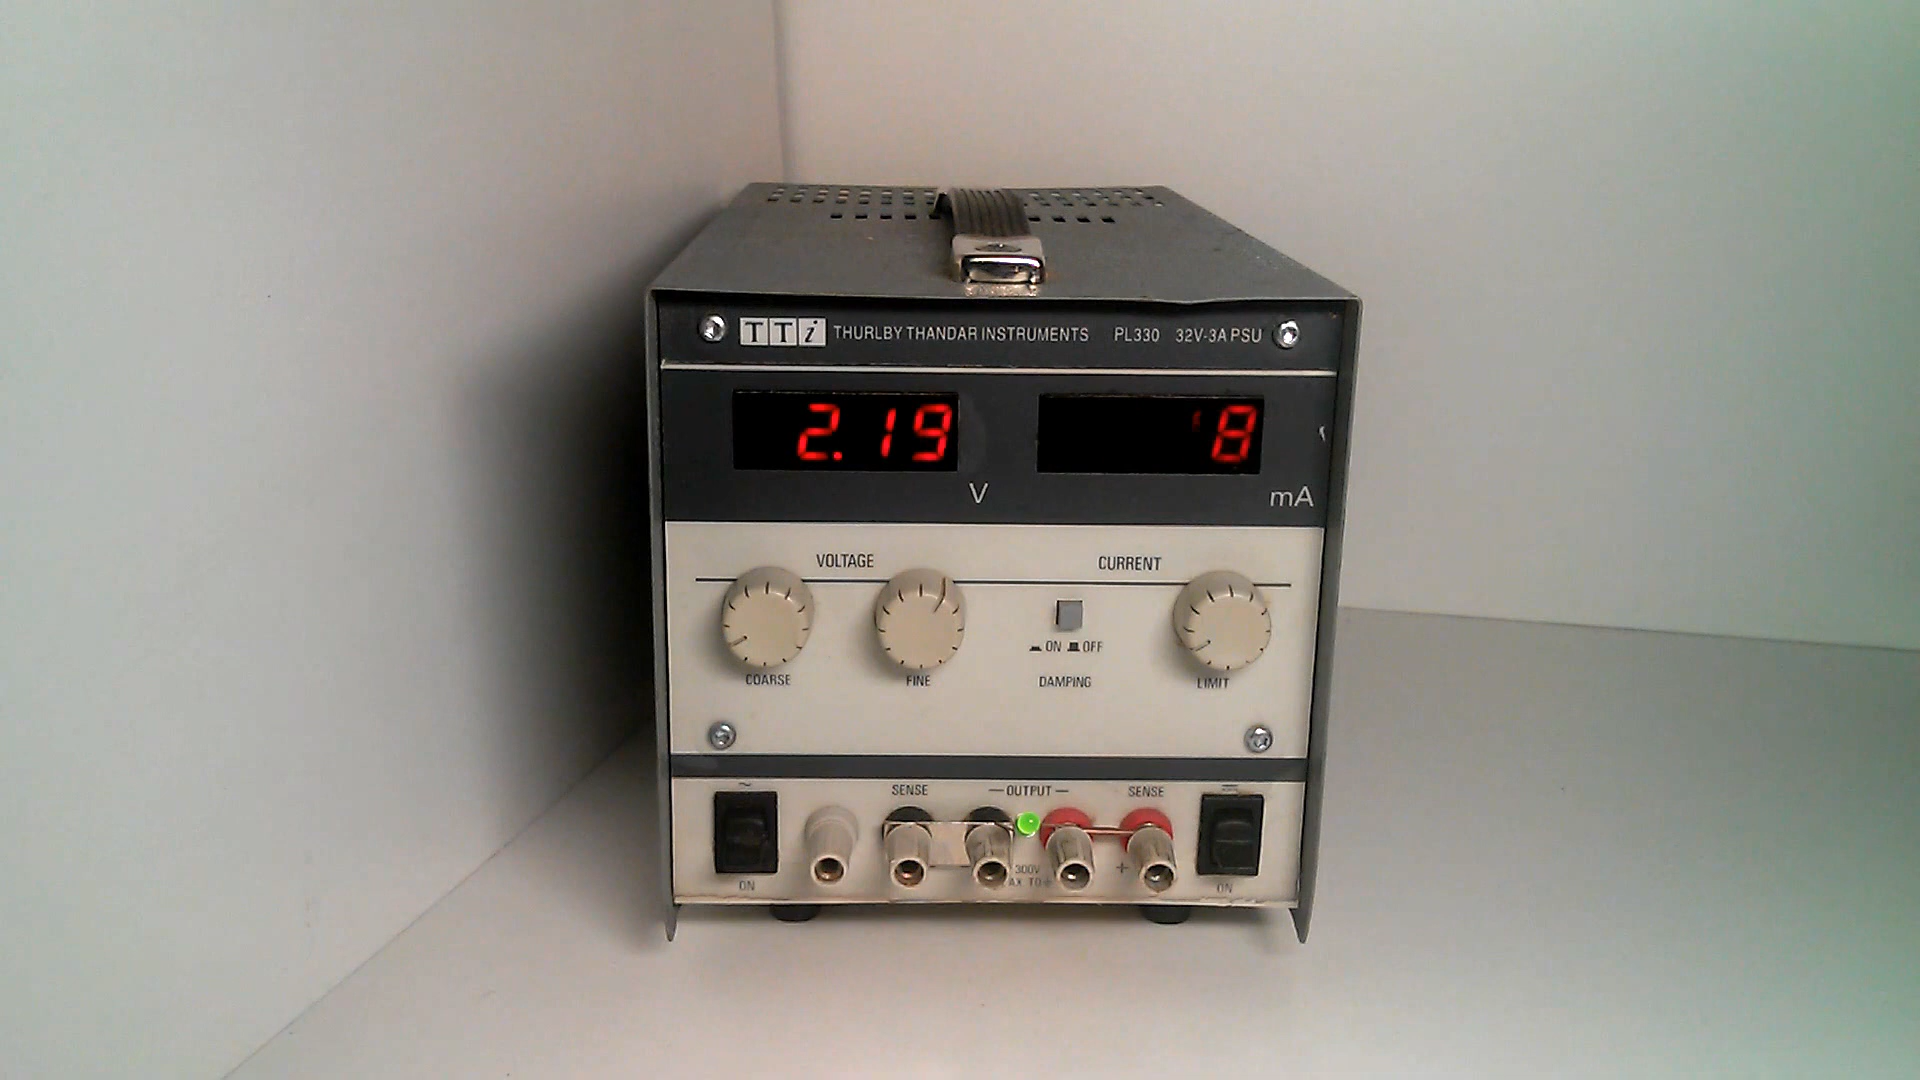 TTi THURLBY THANDAR INSTRUMENTS PL330 32V-3A PSU
2.19 8
V mA
VOLTAGE CURRENT
ON OFF
COARSE FINE DAMPING LIMIT
SENSE OUTPUT SENSE
300V
+
ON ON